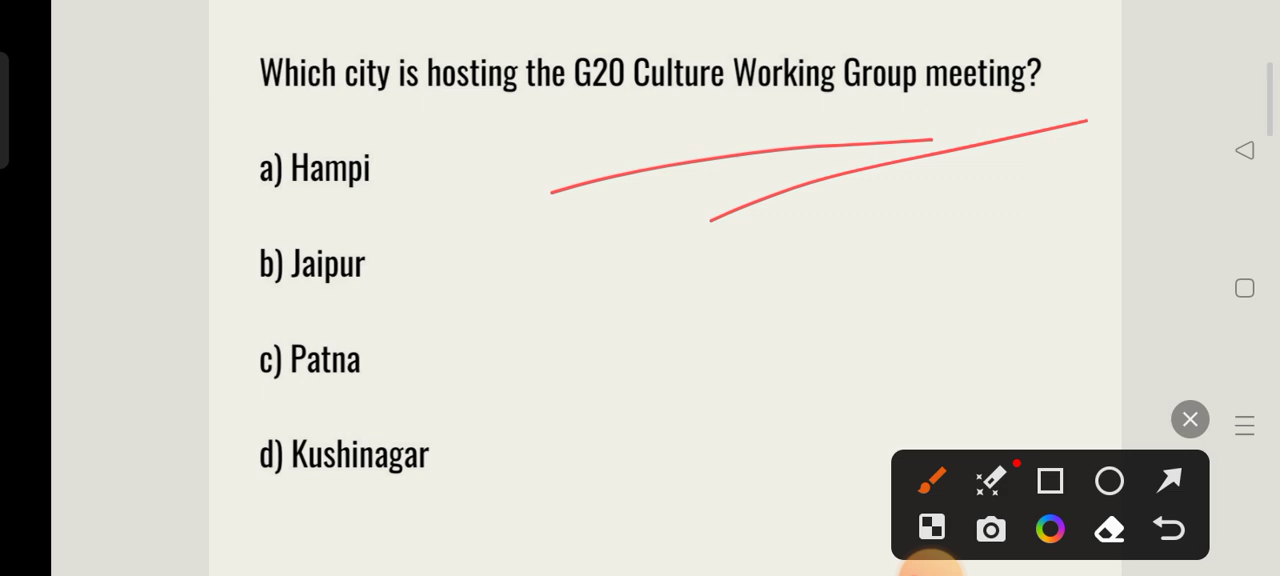 Which city is hosting the G20 Culture Working Group meeting?
a) Hampi
b) Jaipur
c) Patna
d) Kushinagar